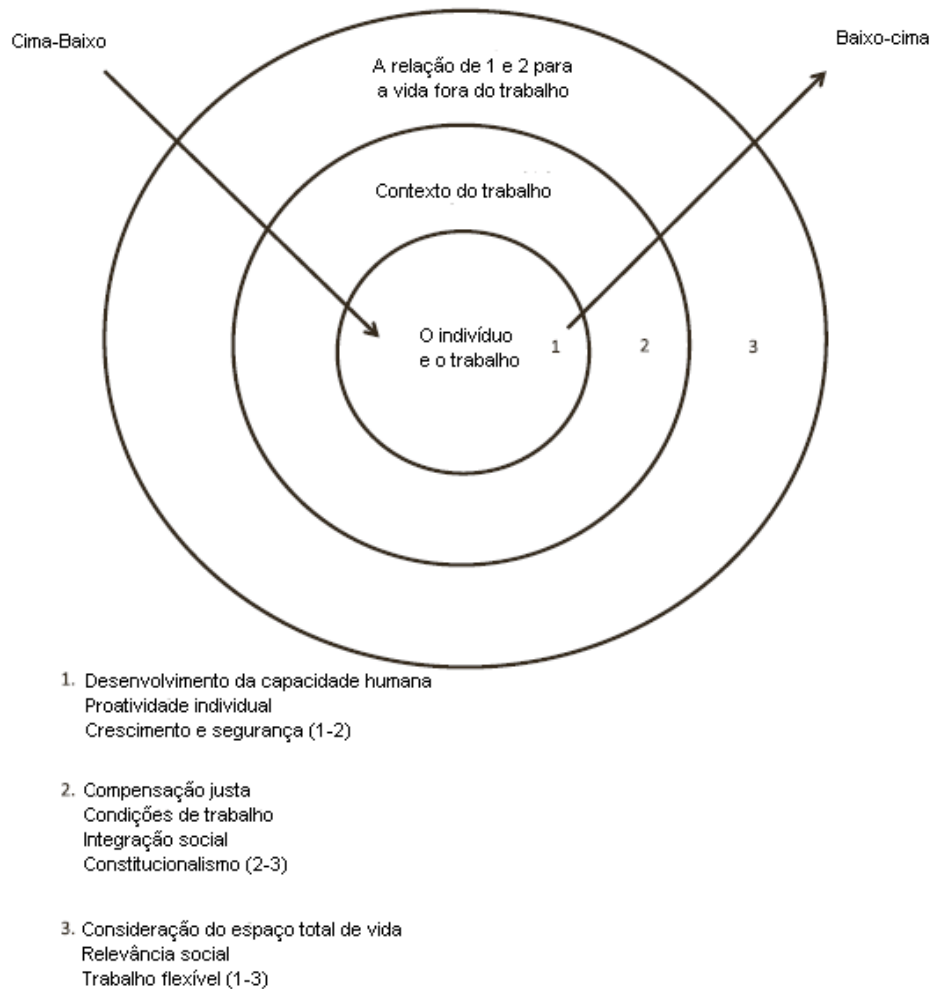 Cima-Baixo
Baixo-cima
A relação de 1 e 2 para
a vida fora do trabalho
Contexto do trabalho
O indivíduo
e o trabalho
1
2
3
1. Desenvolvimento da capacidade humana
Proatividade individual
Crescimento e segurança (1-2)
2. Compensação justa
Condições de trabalho
Integração social
Constitucionalismo (2-3)
3. Consideração do espaço total de vida
Relevância social
Trabalho flexível (1-3)